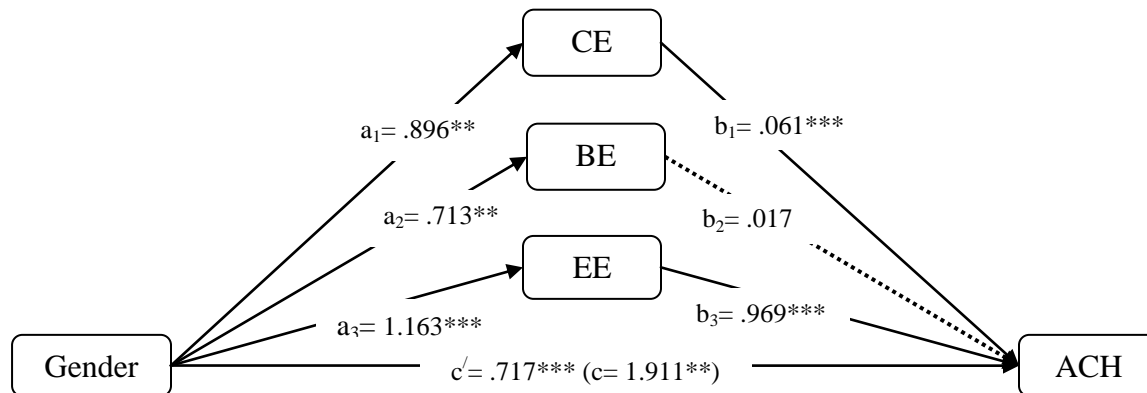 CE
a₁= .896**
b₁= .061***
BE
a₂= .713**
b₂= .017
EE
a₃= 1.163***
b₃= .969***
Gender
c′= .717*** (c= 1.911**)
ACH